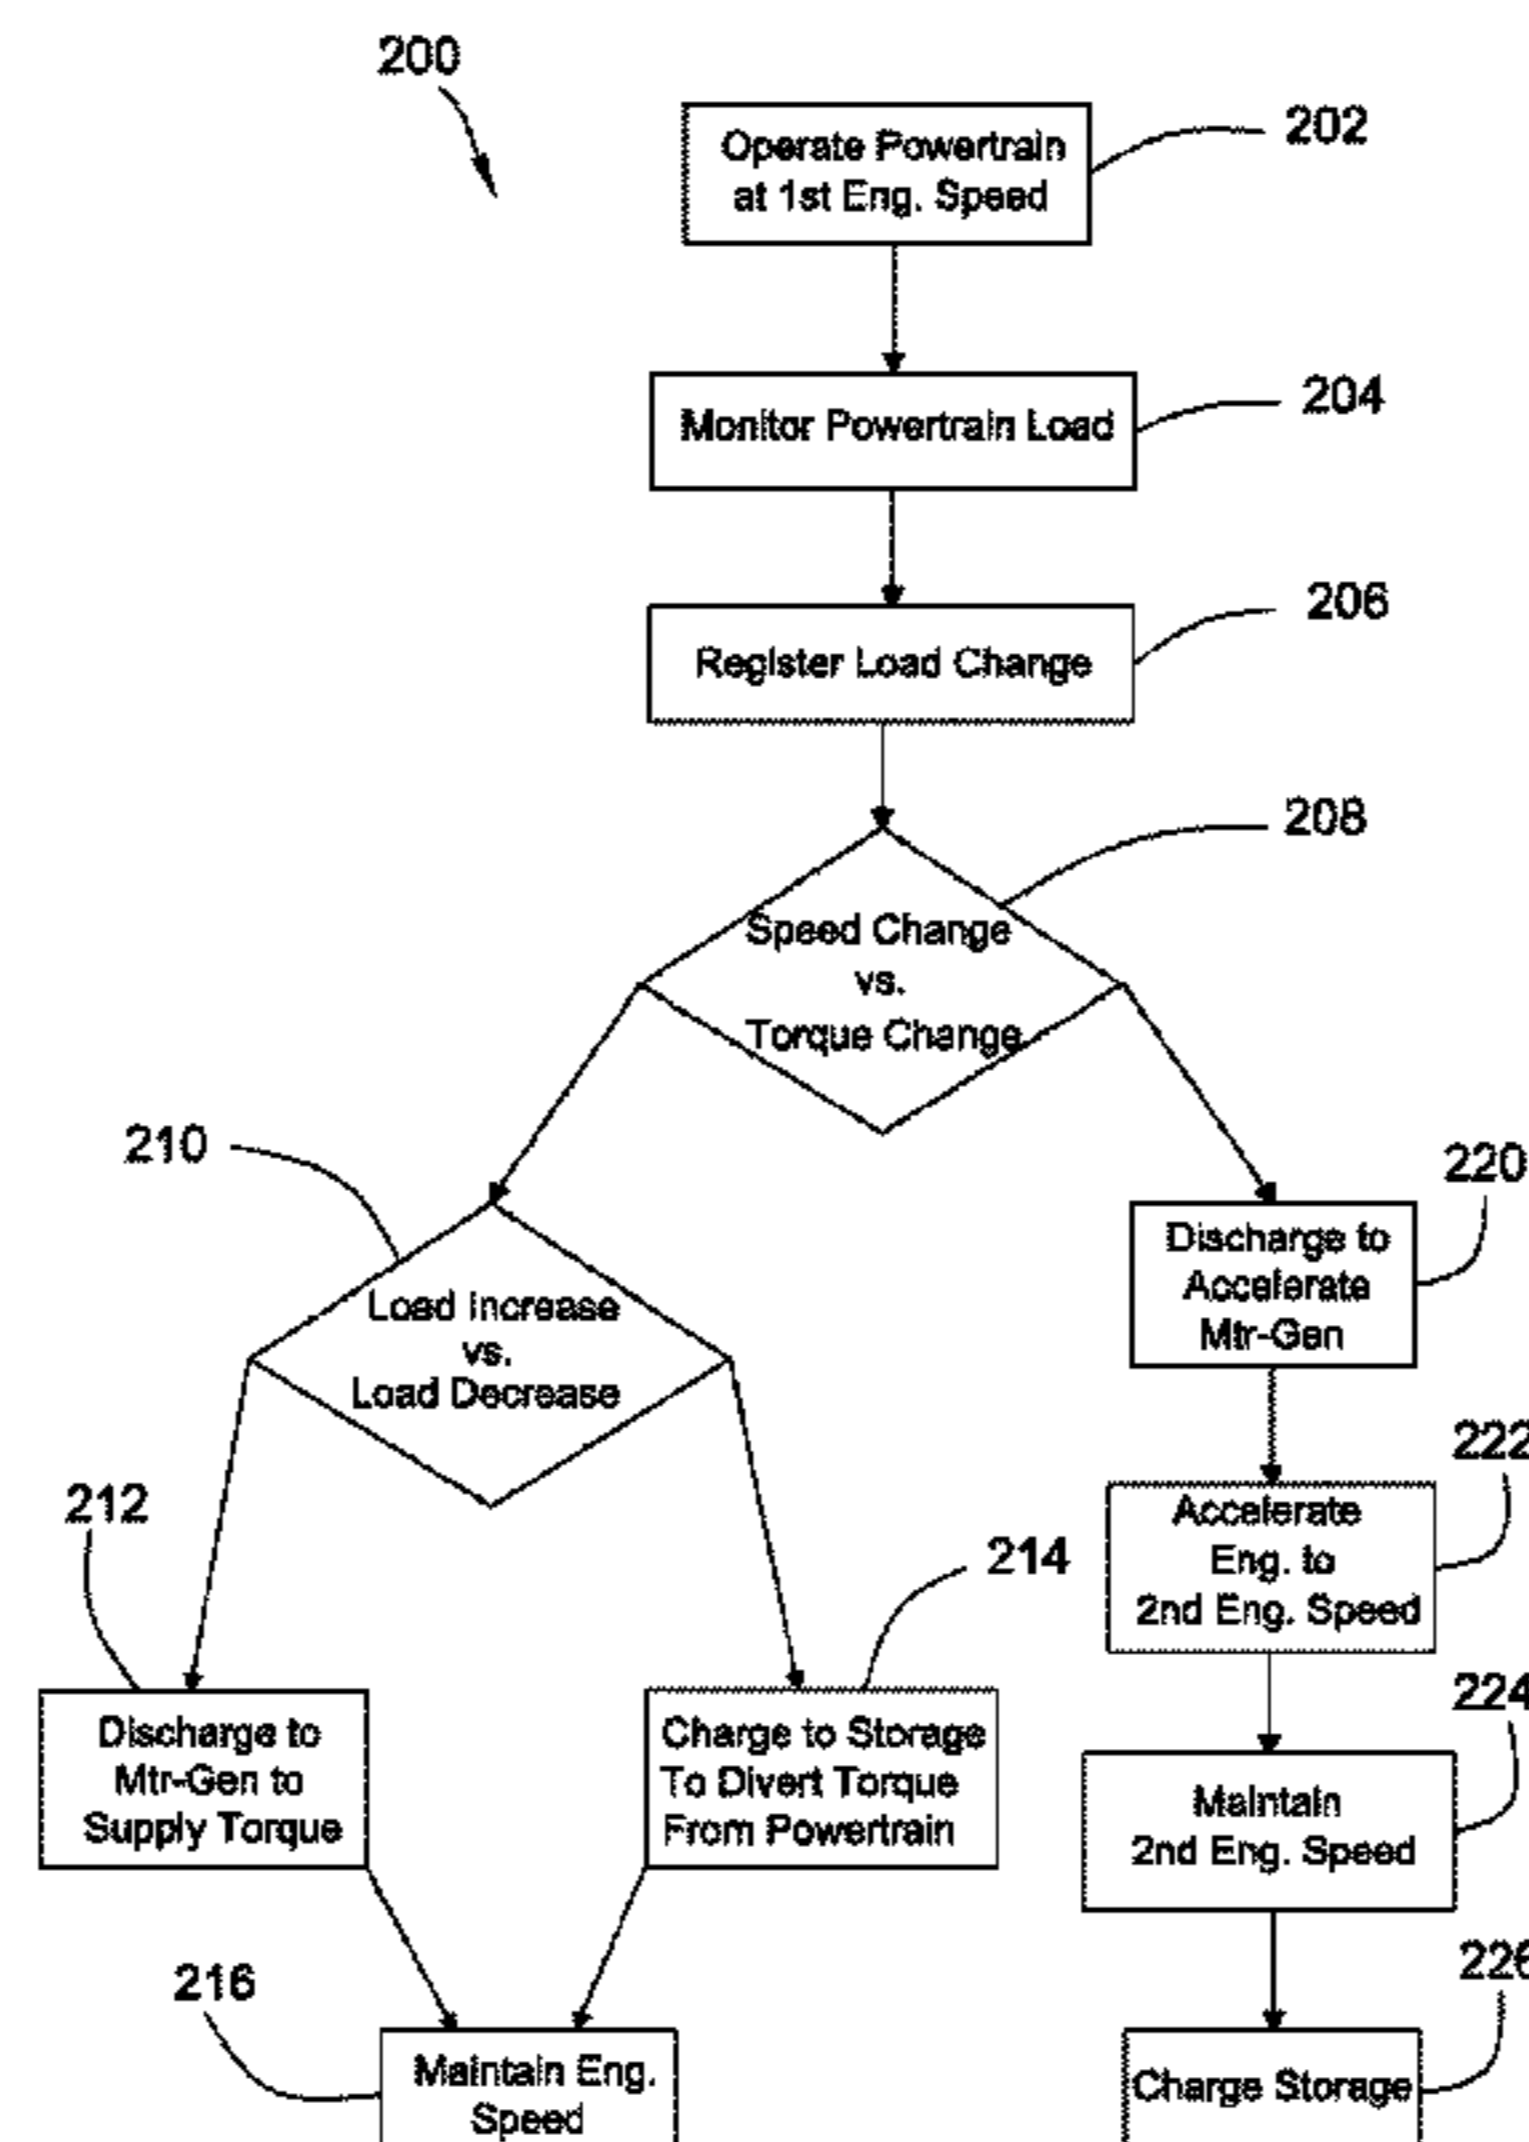 200
Operate Powertrain
at 1st Eng. Speed
202
Monitor Powertrain Load
204
Register Load Change
206
208
Speed Change
vs.
Torque Change
210
Load Increase
vs.
Load Decrease
220
Discharge to
Accelerate
Mtr-Gen
222
Accelerate
Eng. to
2nd Eng. Speed
212
Discharge to
Mtr-Gen to
Supply Torque
214
Charge to Storage
To Divert Torque
From Powertrain
224
Maintain
2nd Eng. Speed
216
Maintain Eng.
Speed
226
Charge Storage